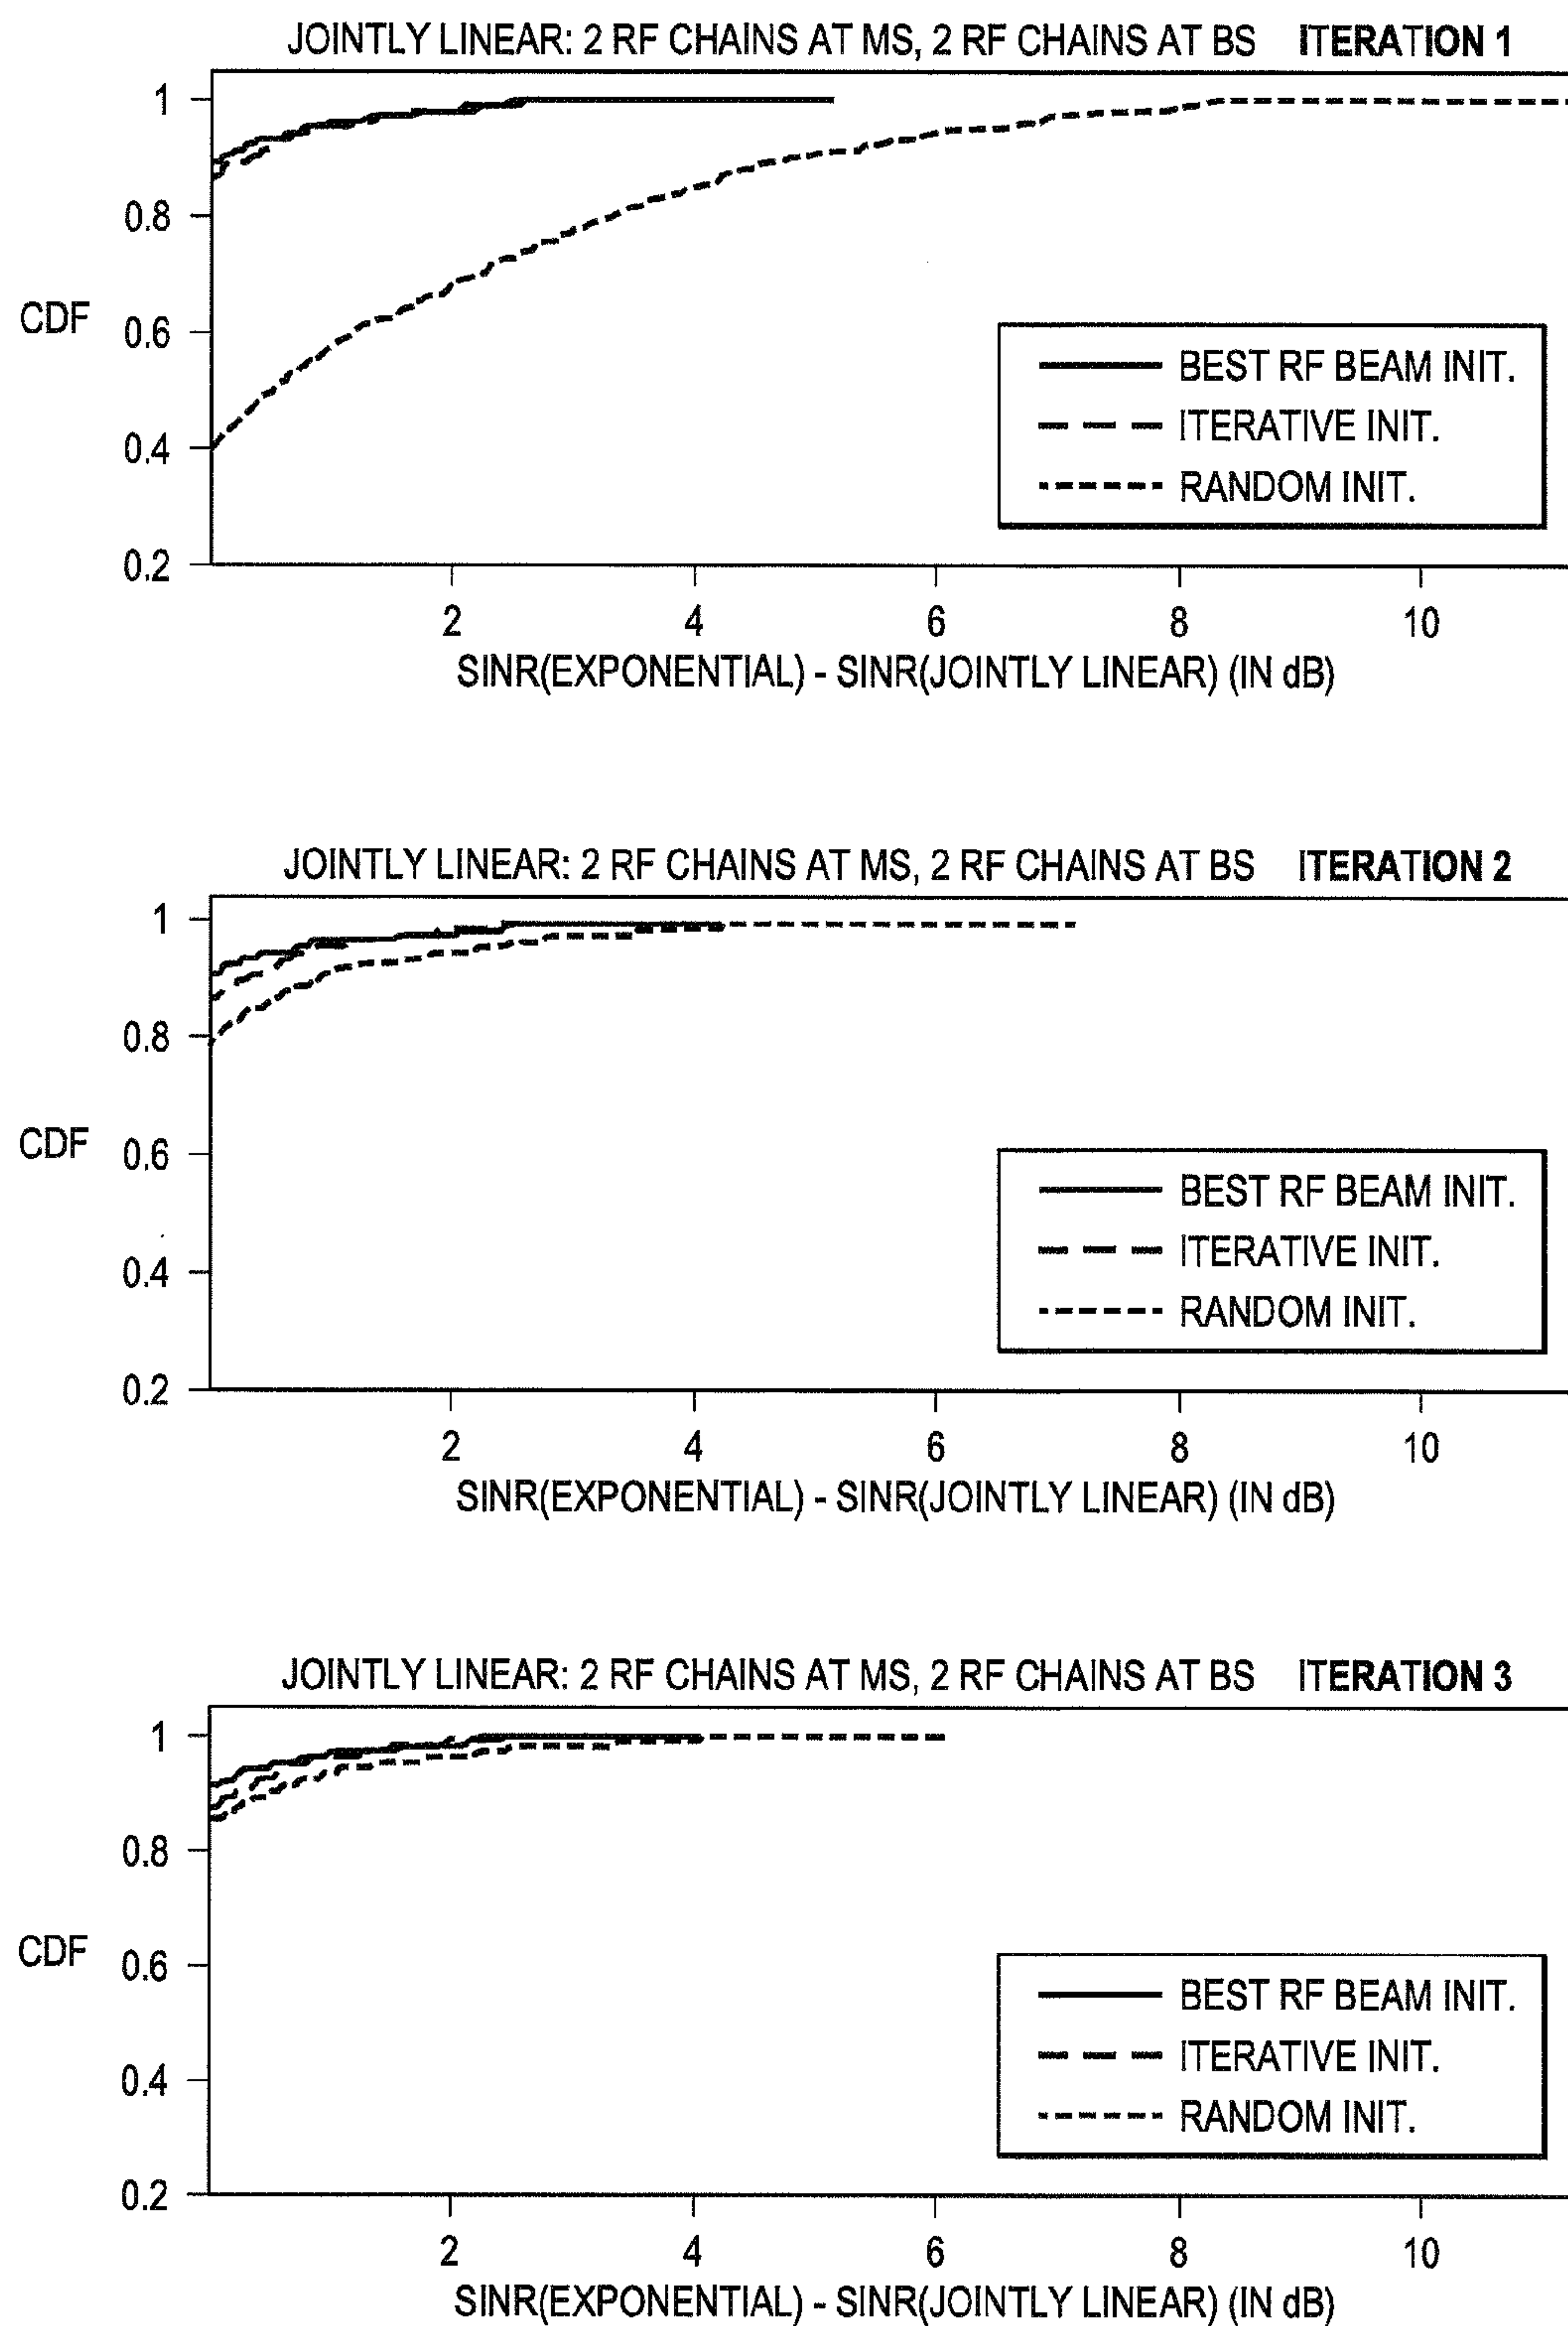 JOINTLY LINEAR: 2 RF CHAINS AT MS, 2 RF CHAINS AT BS ITERATION 1
1
0.8
CDF 0.6
0.4
0.2
BEST RF BEAM INIT.
ITERATIVE INIT.
RANDOM INIT.
2 4 6 8 10
SINR(EXPONENTIAL) - SINR(JOINTLY LINEAR) (IN dB)
JOINTLY LINEAR: 2 RF CHAINS AT MS, 2 RF CHAINS AT BS ITERATION 2
1
0.8
CDF 0.6
0.4
0.2
BEST RF BEAM INIT.
ITERATIVE INIT.
RANDOM INIT.
2 4 6 8 10
SINR(EXPONENTIAL) - SINR(JOINTLY LINEAR) (IN dB)
JOINTLY LINEAR: 2 RF CHAINS AT MS, 2 RF CHAINS AT BS ITERATION 3
1
0.8
CDF 0.6
0.4
0.2
BEST RF BEAM INIT.
ITERATIVE INIT.
RANDOM INIT.
2 4 6 8 10
SINR(EXPONENTIAL) - SINR(JOINTLY LINEAR) (IN dB)